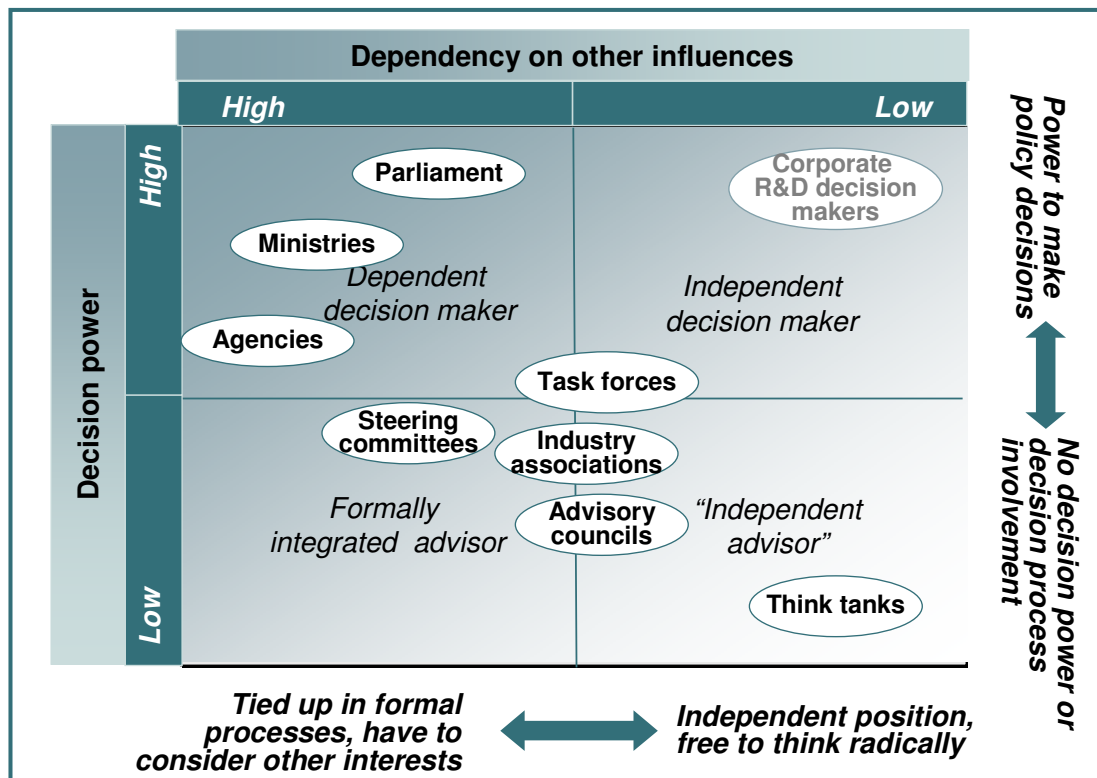 Dependency on other influences
High
Low
Decision power
High
Low
Parliament
Corporate
R&D decision
makers
Ministries
Dependent
decision maker
Independent
decision maker
Agencies
Task forces
Steering
committees
Industry
associations
Formally
integrated advisor
Advisory
councils
“Independent
advisor”
Think tanks
Power to make
policy decisions
No decision power or
decision process
involvement
Tied up in formal
processes, have to
consider other interests
Independent position,
free to think radically